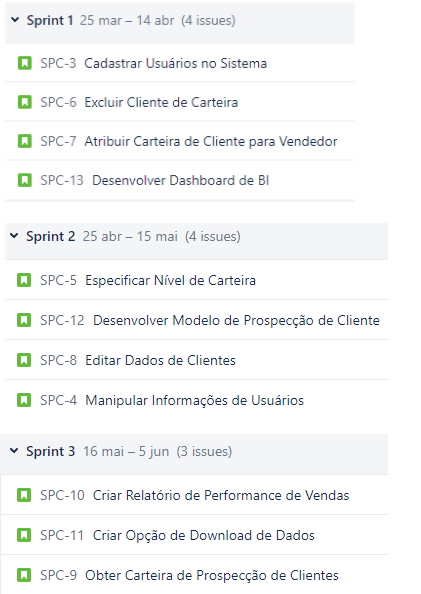 Sprint 1 25 mar – 14 abr (4 issues)
SPC-3 Cadastrar Usuários no Sistema
SPC-6 Excluir Cliente de Carteira
SPC-7 Atribuir Carteira de Cliente para Vendedor
SPC-13 Desenvolver Dashboard de BI
Sprint 2 25 abr – 15 mai (4 issues)
SPC-5 Especificar Nível de Carteira
SPC-12 Desenvolver Modelo de Prospecção de Cliente
SPC-8 Editar Dados de Clientes
SPC-4 Manipular Informações de Usuários
Sprint 3 16 mai – 5 jun (3 issues)
SPC-10 Criar Relatório de Performance de Vendas
SPC-11 Criar Opção de Download de Dados
SPC-9 Obter Carteira de Prospecção de Clientes